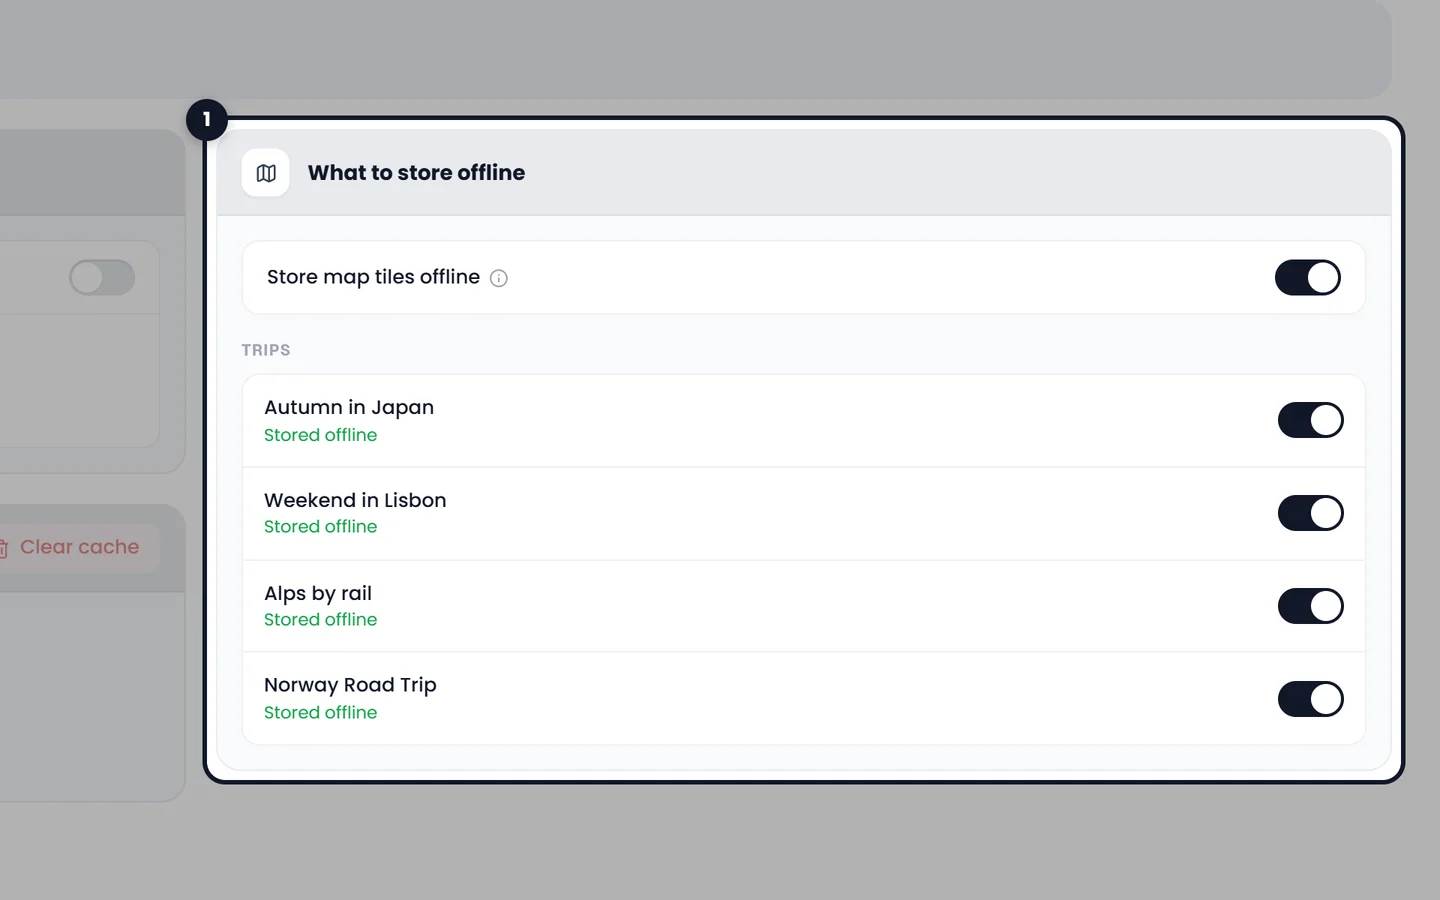 1
What to store offline
Store map tiles offline
TRIPS
Autumn in Japan
Stored offline
Weekend in Lisbon
Stored offline
Clear cache
Alps by rail
Stored offline
Norway Road Trip
Stored offline